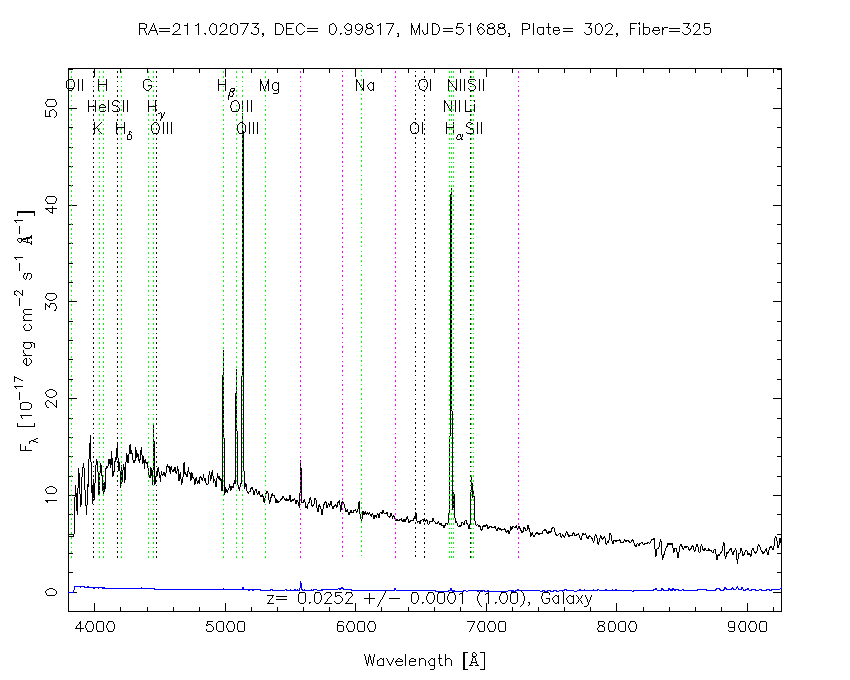 RA=211.02073, DEC= 0.99817, MJD=51688, Plate= 302, Fiber=325
OII H G Hβ Mg Na OI NIISII
HeISII Hγ OIII NII Li
K Hδ OIII OIII OI Hα SII
50
40
30
20
10
0
Fλ [10−17 erg cm−2 s−1 Å−1]
z= 0.0252 +/− 0.0001 (1.00), Galaxy
4000 5000 6000 7000 8000 9000
Wavelength [Å]